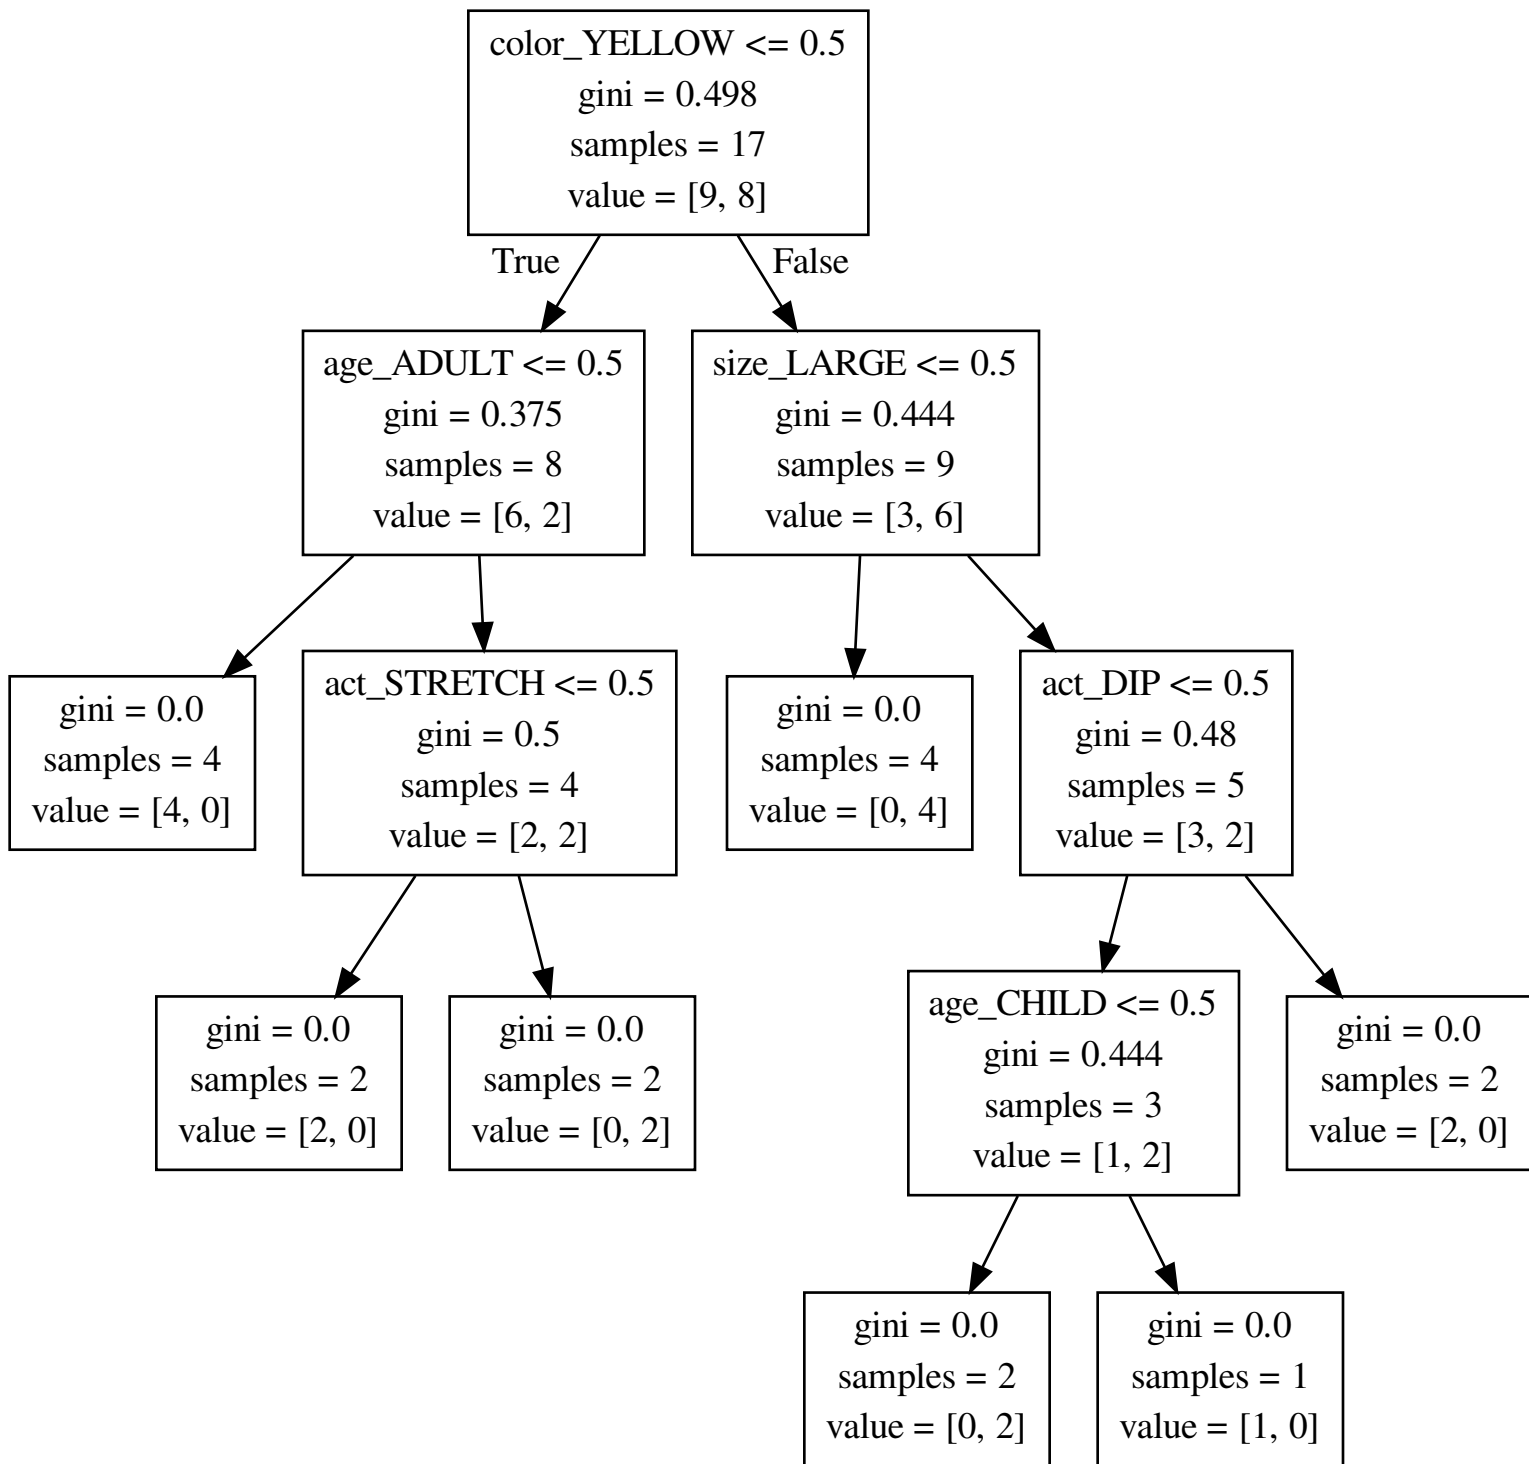 color_YELLOW <= 0.5
gini = 0.498
samples = 17
value = [9, 8]
True
False
age_ADULT <= 0.5
gini = 0.375
samples = 8
value = [6, 2]
size_LARGE <= 0.5
gini = 0.444
samples = 9
value = [3, 6]
gini = 0.0
samples = 4
value = [4, 0]
act_STRETCH <= 0.5
gini = 0.5
samples = 4
value = [2, 2]
gini = 0.0
samples = 4
value = [0, 4]
act_DIP <= 0.5
gini = 0.48
samples = 5
value = [3, 2]
gini = 0.0
samples = 2
value = [2, 0]
gini = 0.0
samples = 2
value = [0, 2]
age_CHILD <= 0.5
gini = 0.444
samples = 3
value = [1, 2]
gini = 0.0
samples = 2
value = [2, 0]
gini = 0.0
samples = 2
value = [0, 2]
gini = 0.0
samples = 1
value = [1, 0]